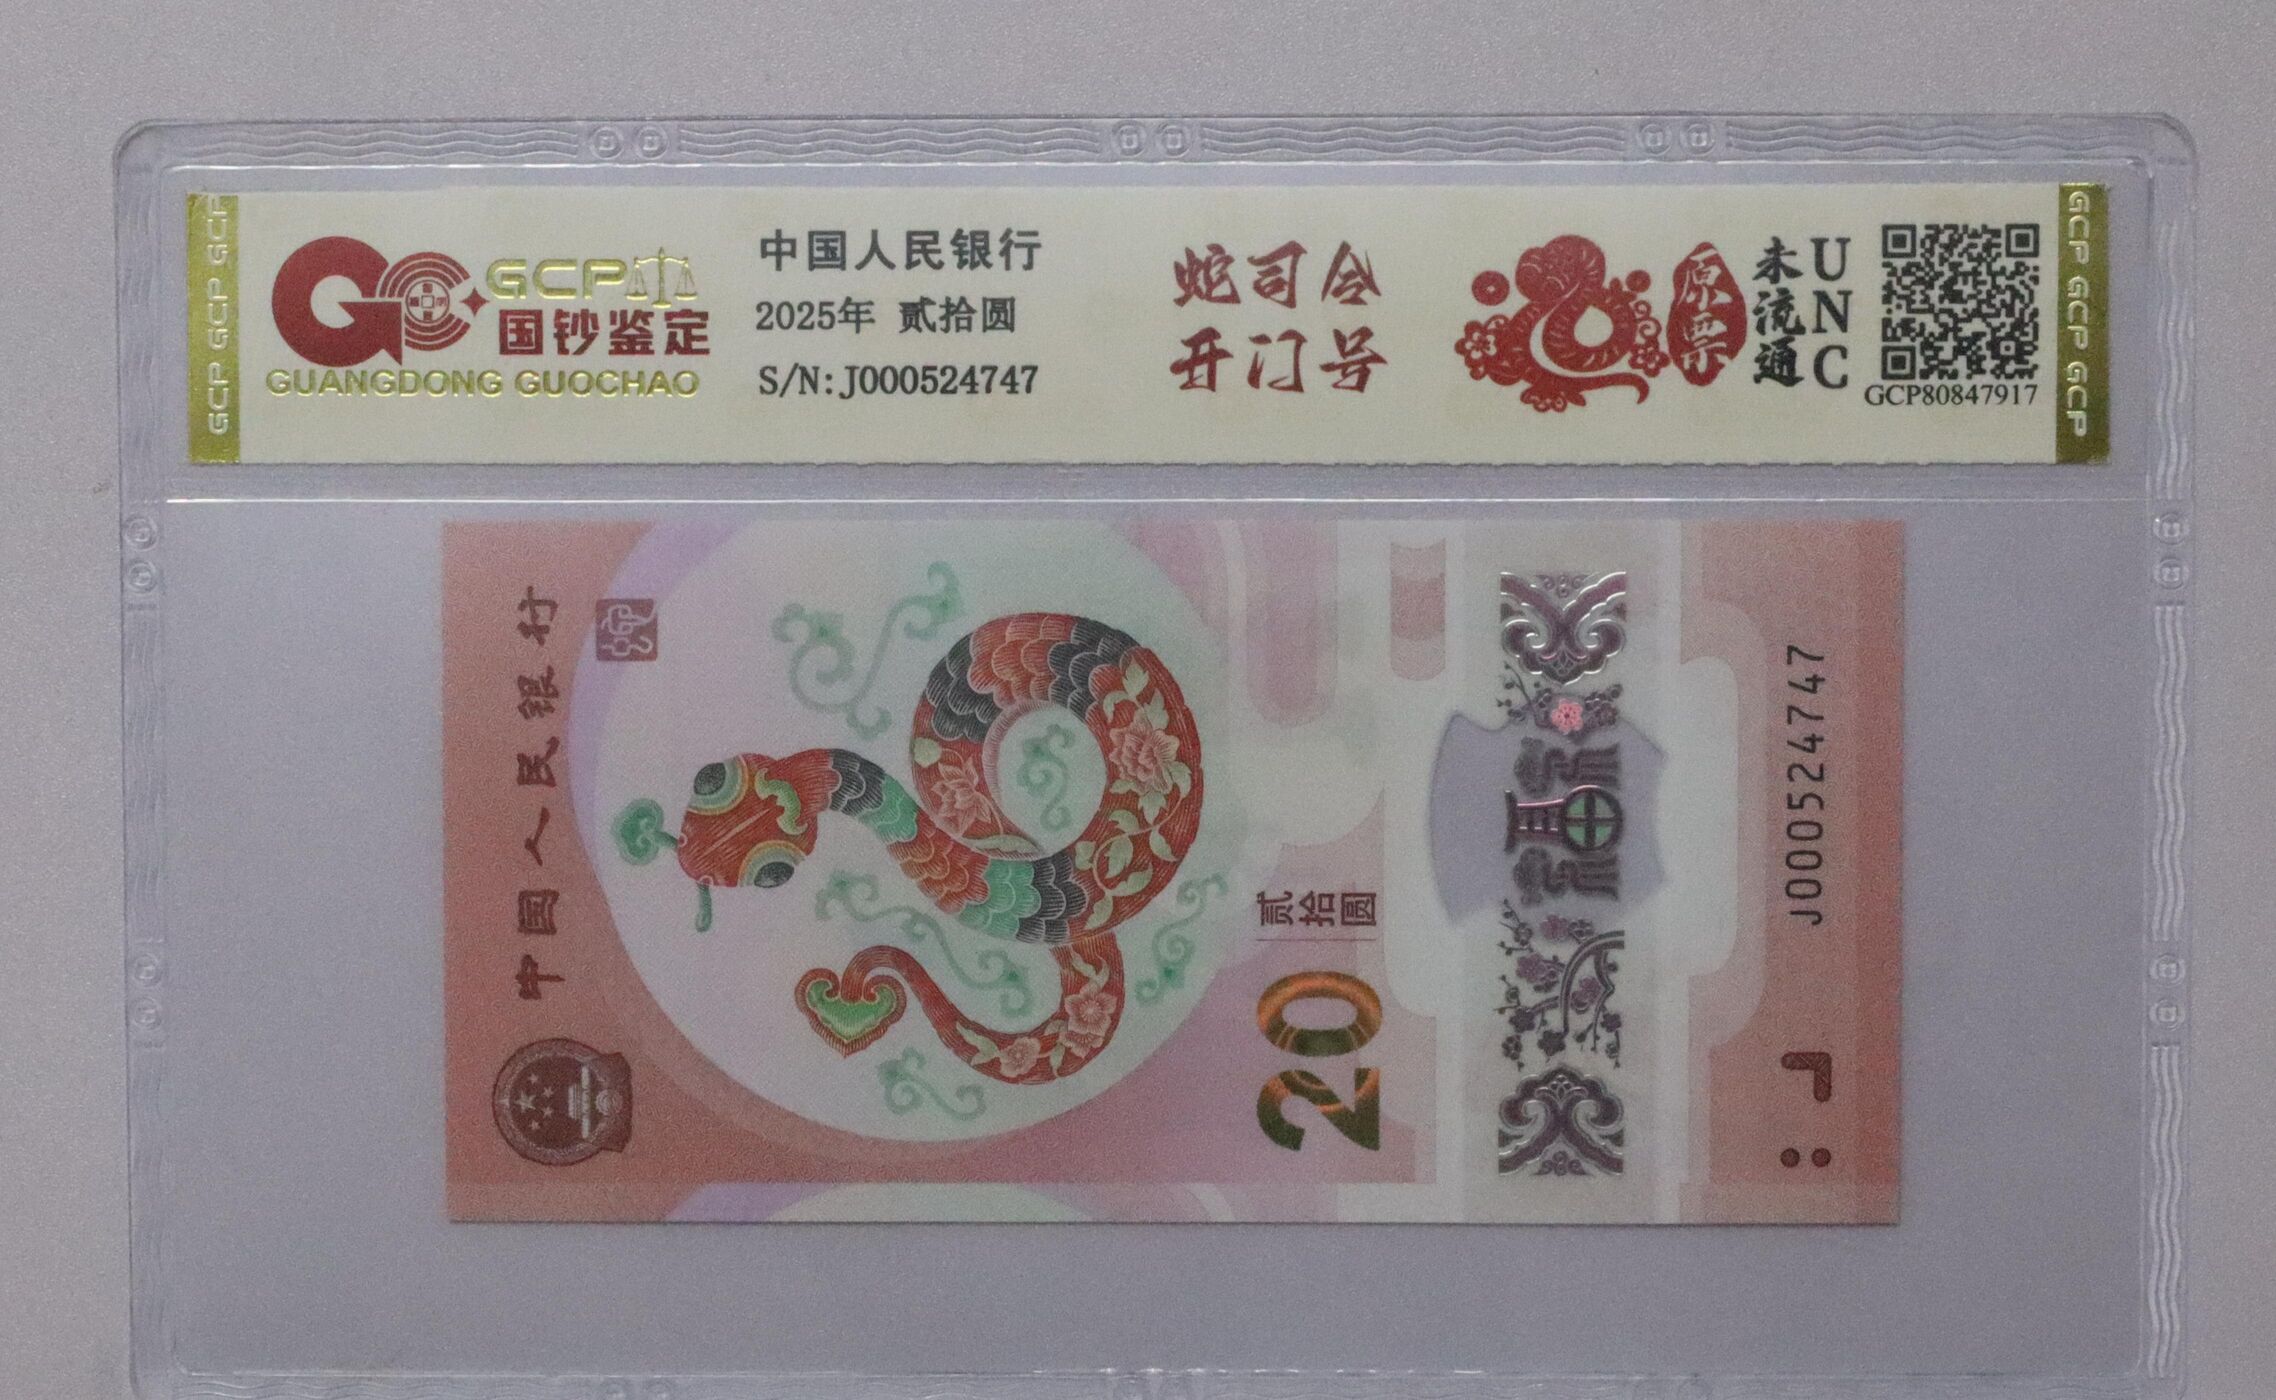 GCP GCP GCP
GCP
国钞鉴定
GUANGDONG GUOCHAO
中国人民银行
2025年 贰拾圆
S/N:J000524747
蛇司令
开门号
原票
未流通
UNC
GCP80847917
GCP GCP GCP
中国人民银行
贰拾圆
20
福
J000524747